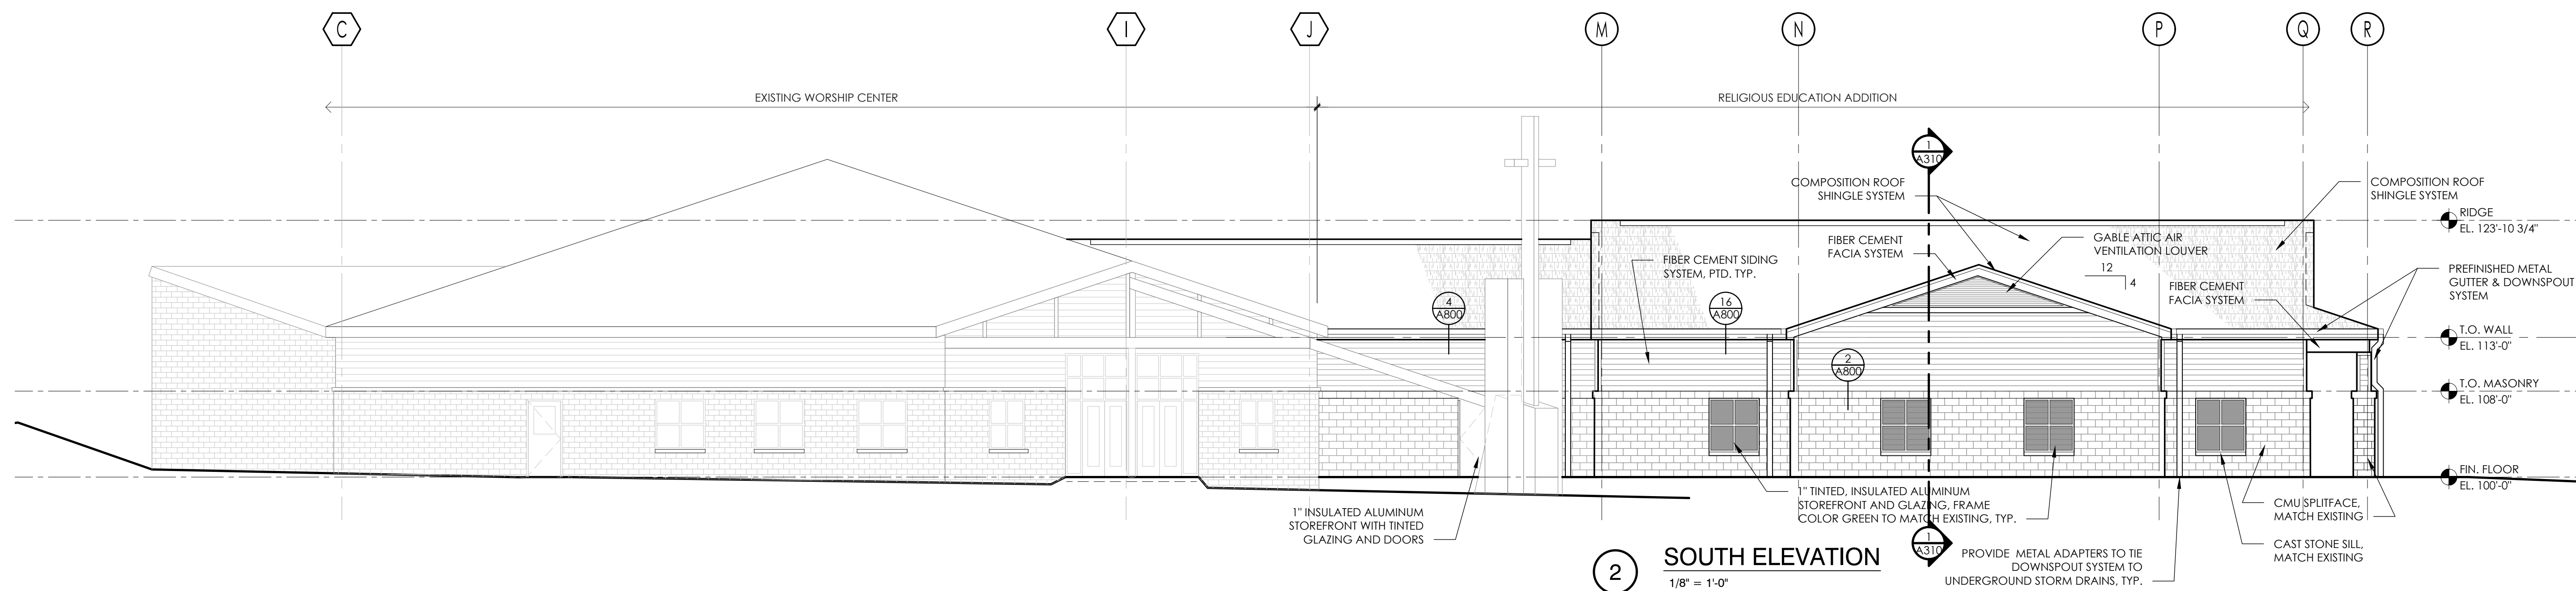 C
I
J
M
N
P
Q
R
EXISTING WORSHIP CENTER
RELIGIOUS EDUCATION ADDITION
1
A310
COMPOSITION ROOF
SHINGLE SYSTEM
COMPOSITION ROOF
SHINGLE SYSTEM
RIDGE
EL. 123'-10 3/4"
FIBER CEMENT
FACIA SYSTEM
GABLE ATTIC AIR
VENTILATION LOUVER
FIBER CEMENT SIDING
SYSTEM, PTD. TYP.
12
4
PREFINISHED METAL
GUTTER & DOWNSPOUT
SYSTEM
FIBER CEMENT
FACIA SYSTEM
4
A800
16
A800
T.O. WALL
EL. 113'-0"
2
A800
T.O. MASONRY
EL. 108'-0"
FIN. FLOOR
EL. 100'-0"
1" TINTED, INSULATED ALUMINUM
STOREFRONT AND GLAZING, FRAME
COLOR GREEN TO MATCH EXISTING, TYP.
1" INSULATED ALUMINUM
STOREFRONT WITH TINTED
GLAZING AND DOORS
CMU SPLITFACE,
MATCH EXISTING
CAST STONE SILL,
MATCH EXISTING
1
A310
PROVIDE METAL ADAPTERS TO TIE
DOWNSPOUT SYSTEM TO
UNDERGROUND STORM DRAINS, TYP.
2
SOUTH ELEVATION
1/8" = 1'-0"